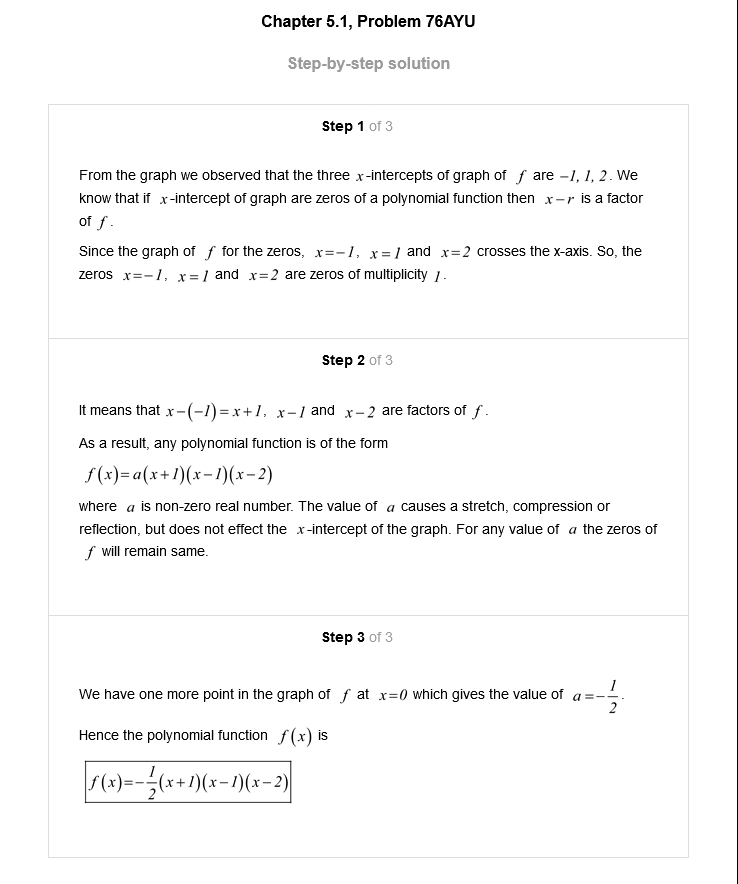 Chapter 5.1, Problem 76AYU
Step-by-step solution
Step 1 of 3
From the graph we observed that the three x-intercepts of graph of f are −1, 1, 2. We
know that if x-intercept of graph are zeros of a polynomial function then x−r is a factor
of f.
Since the graph of f for the zeros, x=−1, x=1 and x=2 crosses the x-axis. So, the
zeros x=−1, x=1 and x=2 are zeros of multiplicity 1.
Step 2 of 3
It means that x−(−1)=x+1, x−1 and x−2 are factors of f.
As a result, any polynomial function is of the form
f(x)=a(x+1)(x−1)(x−2)
where a is non-zero real number. The value of a causes a stretch, compression or
reflection, but does not effect the x-intercept of the graph. For any value of a the zeros of
f will remain same.
Step 3 of 3
We have one more point in the graph of f at x=0 which gives the value of a=−1/2.
Hence the polynomial function f(x) is
f(x)=−1/2(x+1)(x−1)(x−2)